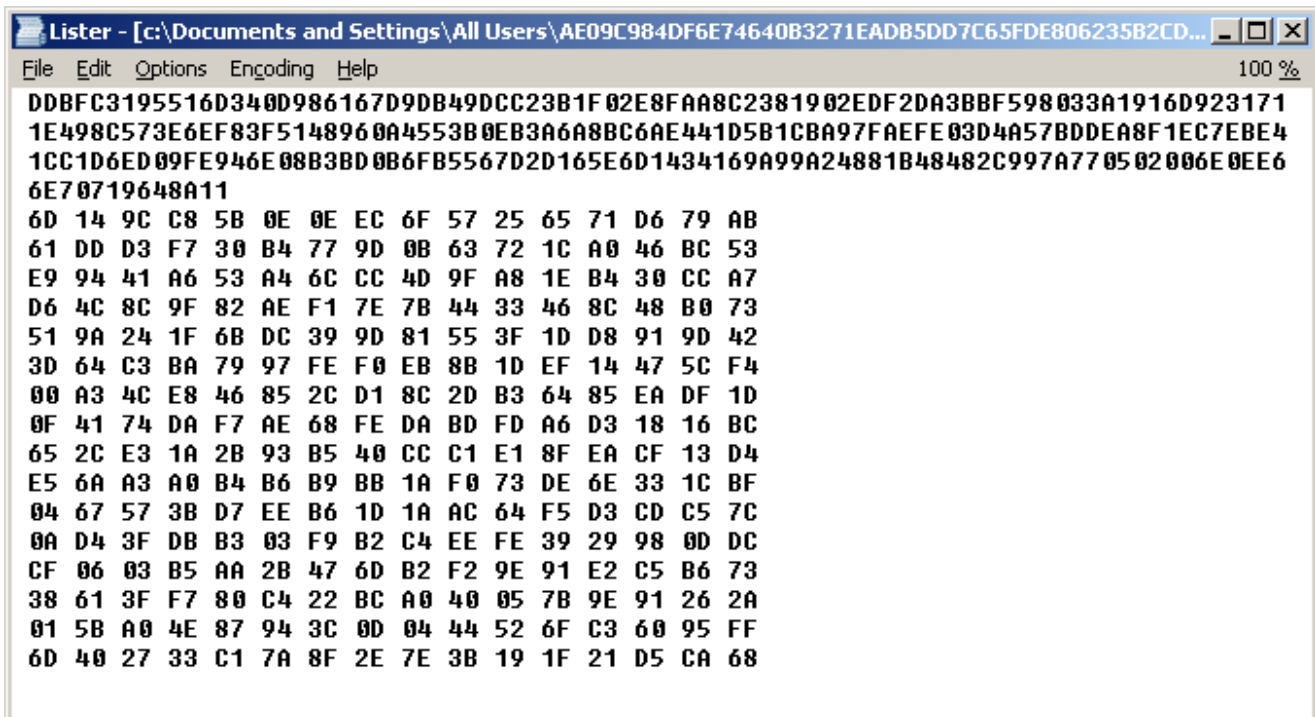 Lister - [c:\Documents and Settings\All Users\AE09C984DF6E74640B3271EADB5DD7C65FDE806235B2CD...
File Edit Options Encoding Help 100 %
DDBFC3195516D340D986167D9DB49DCC23B1F02E8FAA8C2381902EDF2DA3BBF598033A1916D923171
1E498C573E6EF83F5148960A4553B0EB3A6A8BC6AE441D5B1CBA97FAEFE03D4A57BDDEA8F1EC7EBE4
1CC1D6ED09FE946E08B3BD0B6FB5567D2D165E6D1434169A99A24881B48482C997A770502006E0EE6
6E70719648A11
6D 14 9C C8 5B 0E 0E EC 6F 57 25 65 71 D6 79 AB
61 DD D3 F7 30 B4 77 9D 0B 63 72 1C A0 46 BC 53
E9 94 41 A6 53 A4 6C CC 4D 9F A8 1E B4 30 CC A7
D6 4C 8C 9F 82 AE F1 7E 7B 44 33 46 8C 48 B0 73
51 9A 24 1F 6B DC 39 9D 81 55 3F 1D D8 91 9D 42
3D 64 C3 BA 79 97 FE F0 EB 8B 1D EF 14 47 5C F4
00 A3 4C E8 46 85 2C D1 8C 2D B3 64 85 EA DF 1D
0F 41 74 DA F7 AE 68 FE DA BD FD A6 D3 18 16 BC
65 2C E3 1A 2B 93 B5 40 CC C1 E1 8F EA CF 13 D4
E5 6A A3 A0 B4 B6 B9 BB 1A F0 73 DE 6E 33 1C BF
04 67 57 3B D7 EE B6 1D 1A AC 64 F5 D3 CD C5 7C
0A D4 3F DB B3 03 F9 B2 C4 EE FE 39 29 98 0D DC
CF 06 03 B5 AA 2B 47 6D B2 F2 9E 91 E2 C5 B6 73
38 61 3F F7 80 C4 22 BC A0 40 05 7B 9E 91 26 2A
01 5B A0 4E 87 94 3C 0D 04 44 52 6F C3 60 95 FF
6D 40 27 33 C1 7A 8F 2E 7E 3B 19 1F 21 D5 CA 68